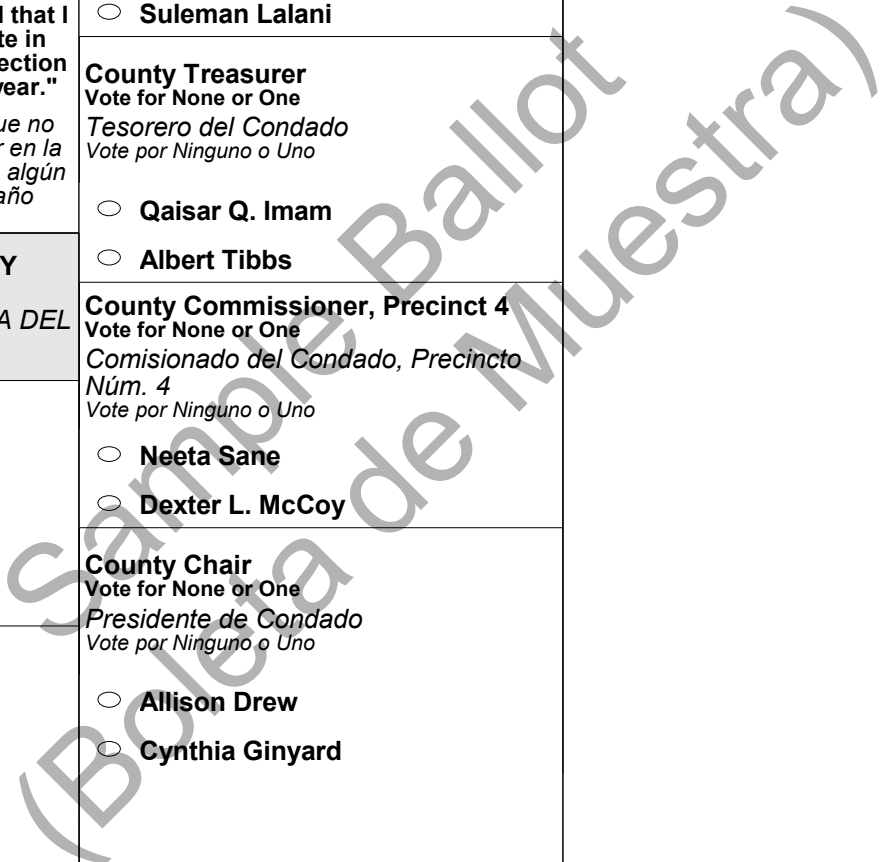 l that I
te in
ection
year."
ue no
r en la
algún
año
Y
A DEL
Suleman Lalani
County Treasurer
Vote for None or One
Tesorero del Condado
Vote por Ninguno o Uno
Qaisar Q. Imam
Albert Tibbs
County Commissioner, Precinct 4
Vote for None or One
Comisionado del Condado, Precincto
Núm. 4
Vote por Ninguno o Uno
Neeta Sane
Dexter L. McCoy
County Chair
Vote for None or One
Presidente de Condado
Vote por Ninguno o Uno
Allison Drew
Cynthia Ginyard
Sample Ballot
(Boleta de Muestra)